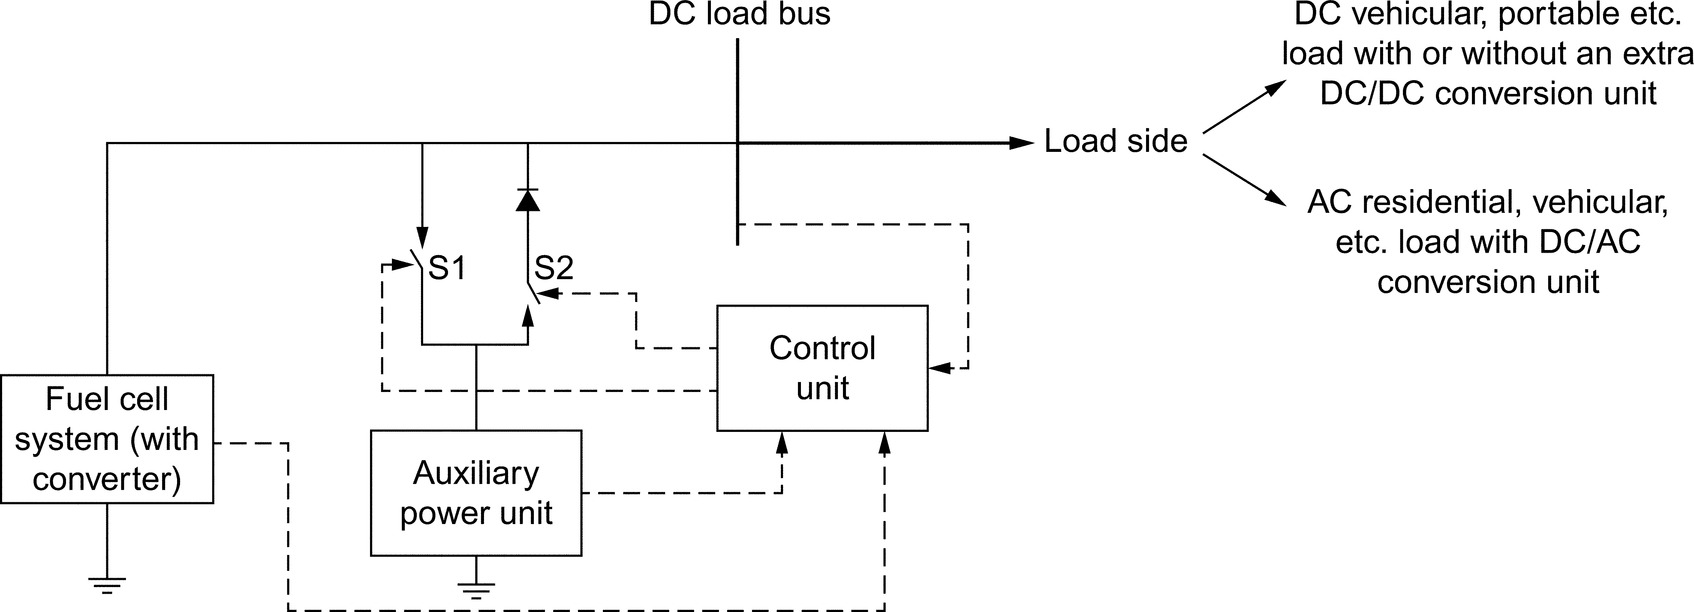 DC load bus
DC vehicular, portable etc.
load with or without an extra
DC/DC conversion unit
Load side
AC residential, vehicular,
etc. load with DC/AC
conversion unit
S1
S2
Control
unit
Fuel cell
system (with
converter)
Auxiliary
power unit